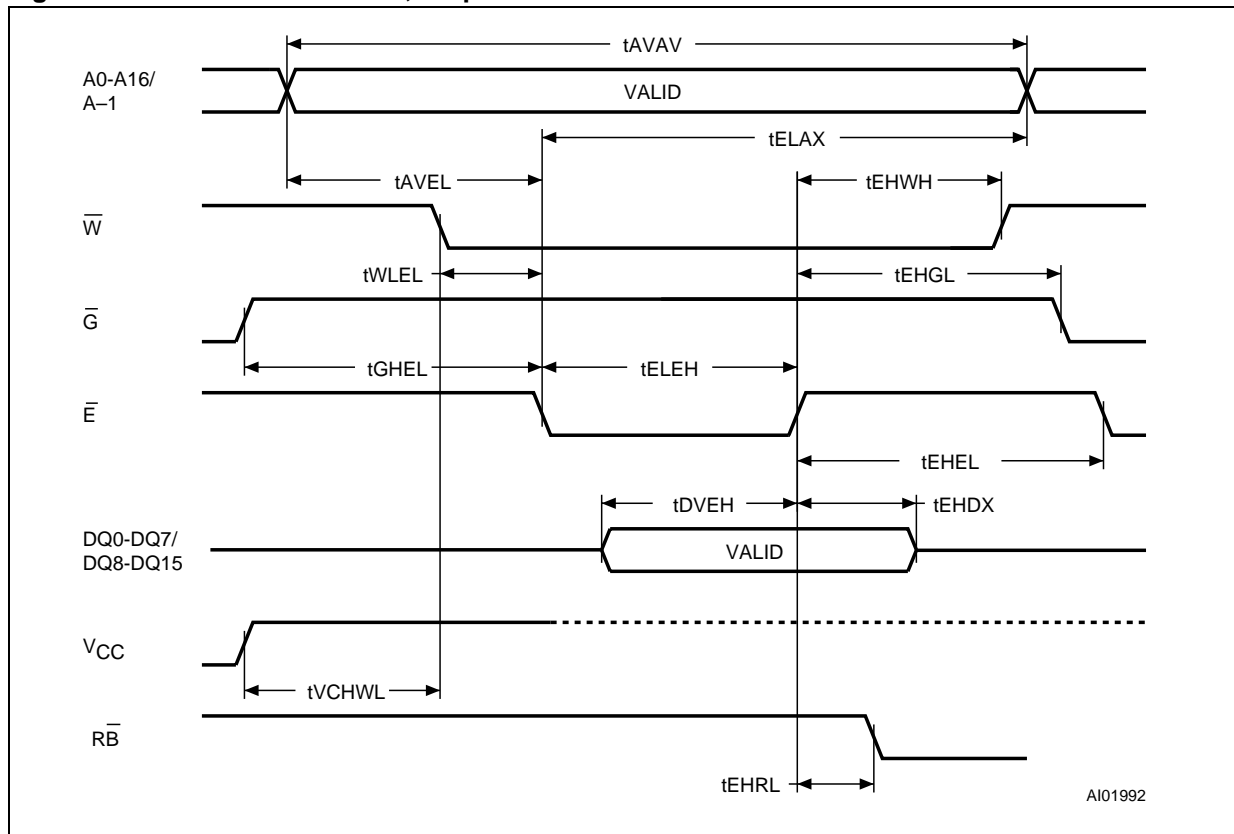 tAVAV
A0-A16/
A–1
VALID
tELAX
tAVEL
tEHWH
W̅
tWLEL
tEHGL
G̅
tGHEL
tELEH
E̅
tEHEL
tDVEH
tEHDX
DQ0-DQ7/
DQ8-DQ15
VALID
VCC
tVCHWL
RB̅
tEHRL
AI01992